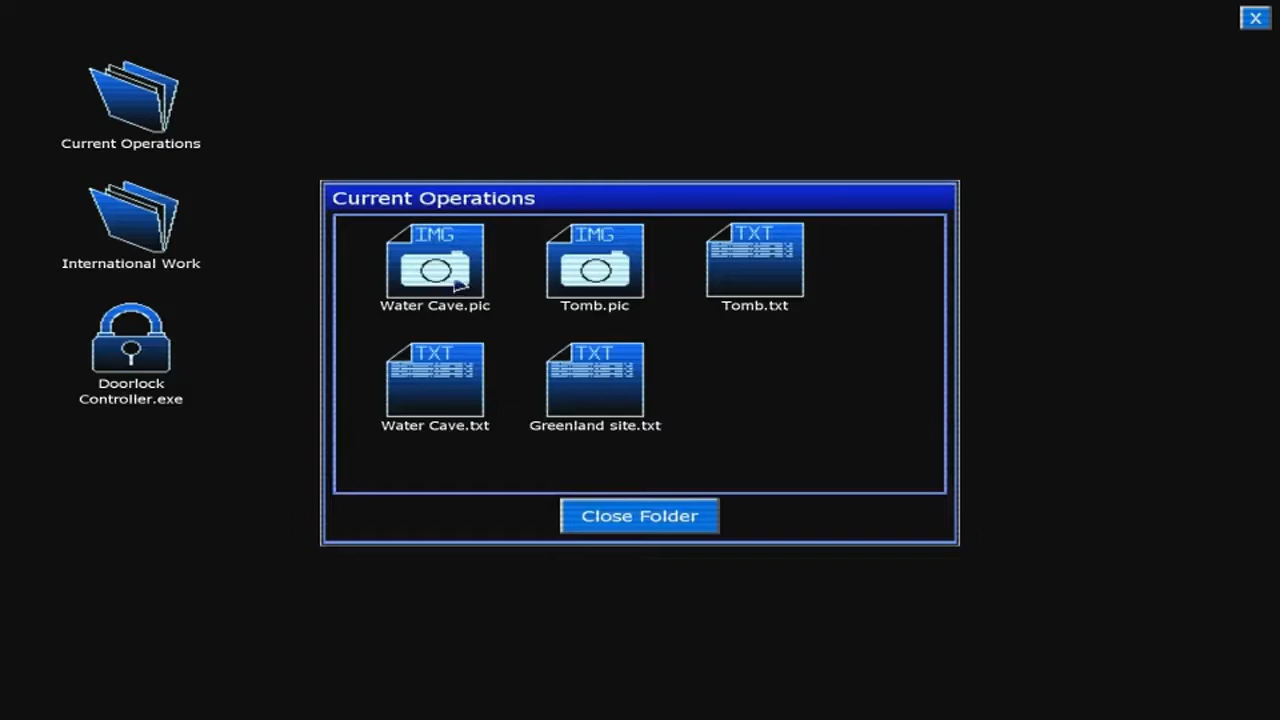 X
Current Operations
International Work
Doorlock
Controller.exe
Current Operations
IMG
Water Cave.pic
IMG
Tomb.pic
TXT
Tomb.txt
TXT
Water Cave.txt
TXT
Greenland site.txt
Close Folder